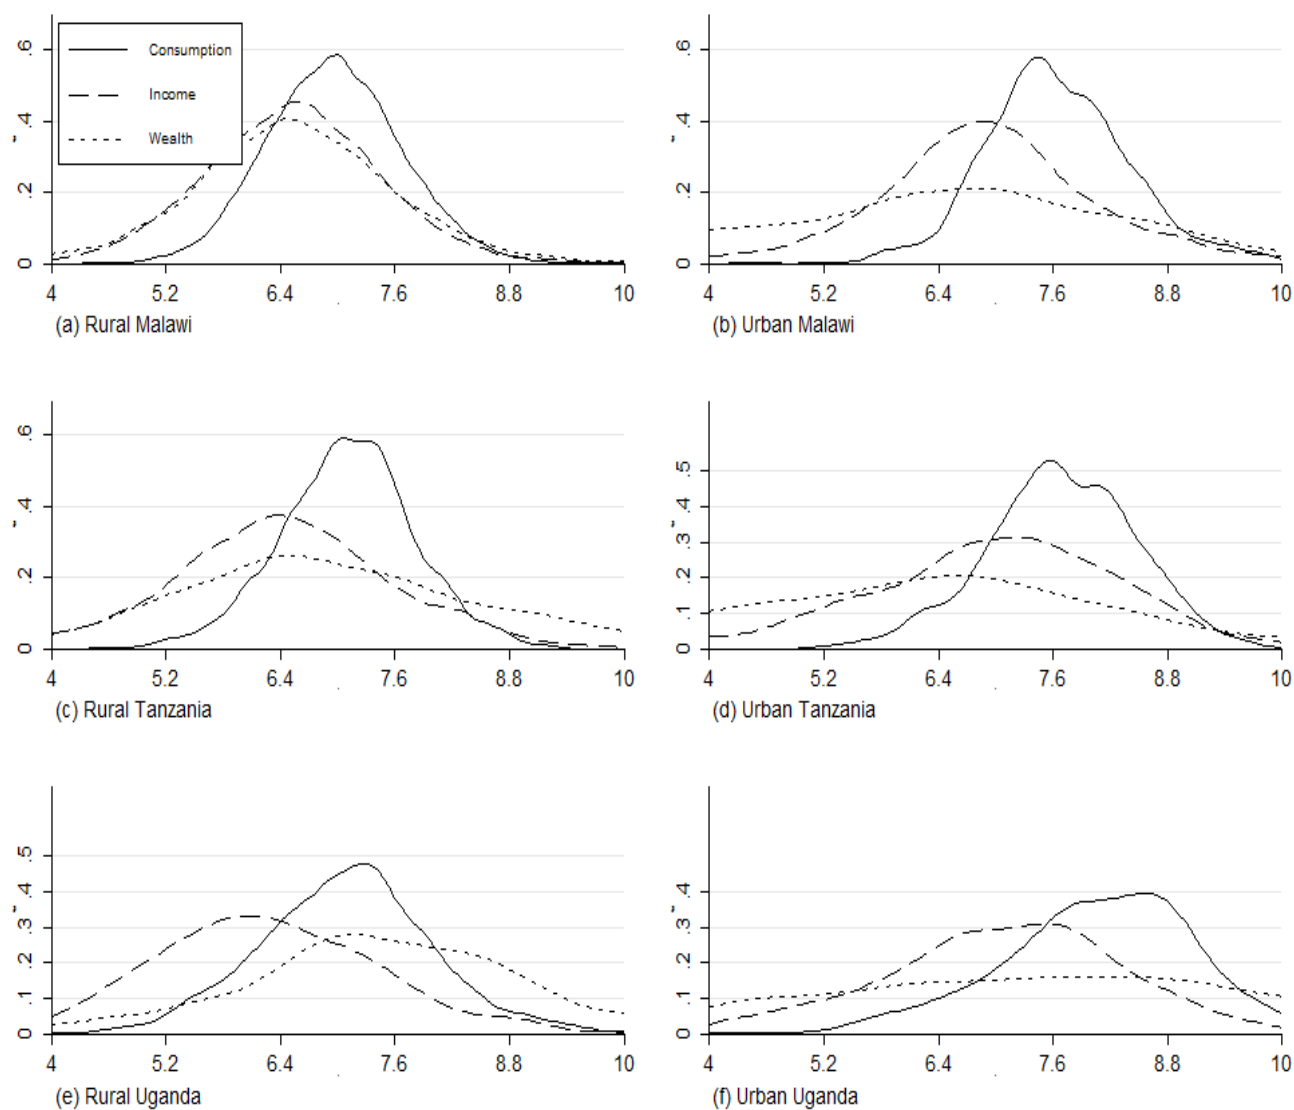 .6
.4
.2
0
Consumption
Income
Wealth
4 5.2 6.4 7.6 8.8 10
(a) Rural Malawi
.6
.4
.2
0
4 5.2 6.4 7.6 8.8 10
(b) Urban Malawi
.6
.4
.2
0
4 5.2 6.4 7.6 8.8 10
(c) Rural Tanzania
.5
.4
.3
.2
.1
0
4 5.2 6.4 7.6 8.8 10
(d) Urban Tanzania
.5
.4
.3
.2
.1
0
4 5.2 6.4 7.6 8.8 10
(e) Rural Uganda
.4
.3
.2
.1
0
4 5.2 6.4 7.6 8.8 10
(f) Urban Uganda